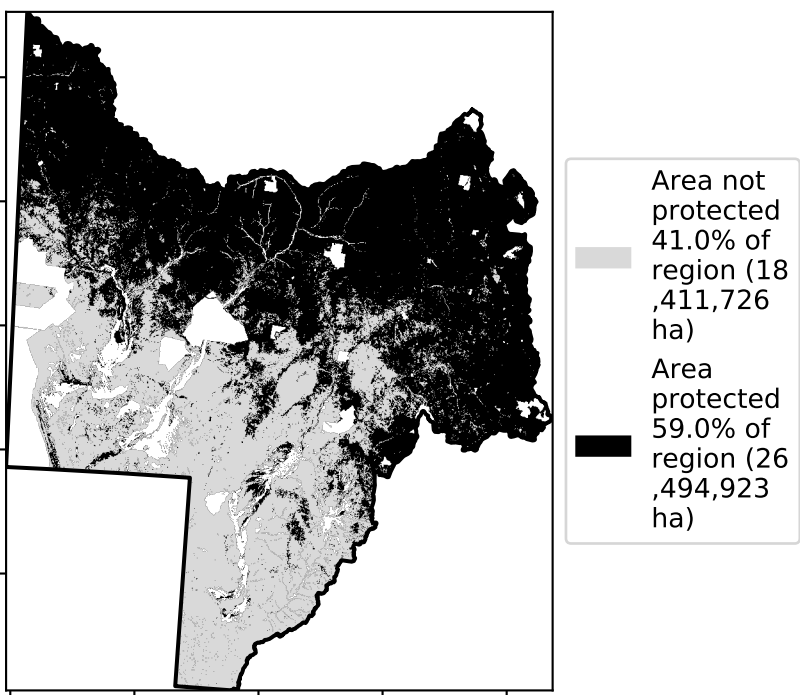 Area not
protected
41.0% of
region (18
,411,726
ha)
Area
protected
59.0% of
region (26
,494,923
ha)